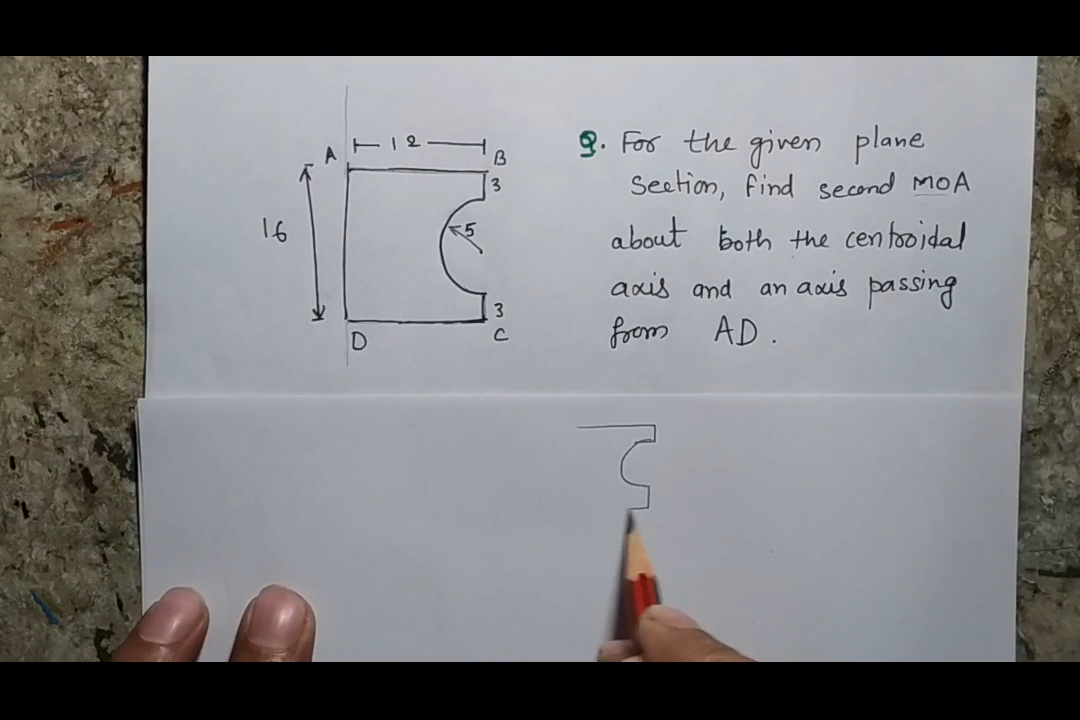 A
12
B
3
16
5
3
D
C
Q. For the given plane
section, find second MOA
about both the centroidal
axis and an axis passing
from AD.